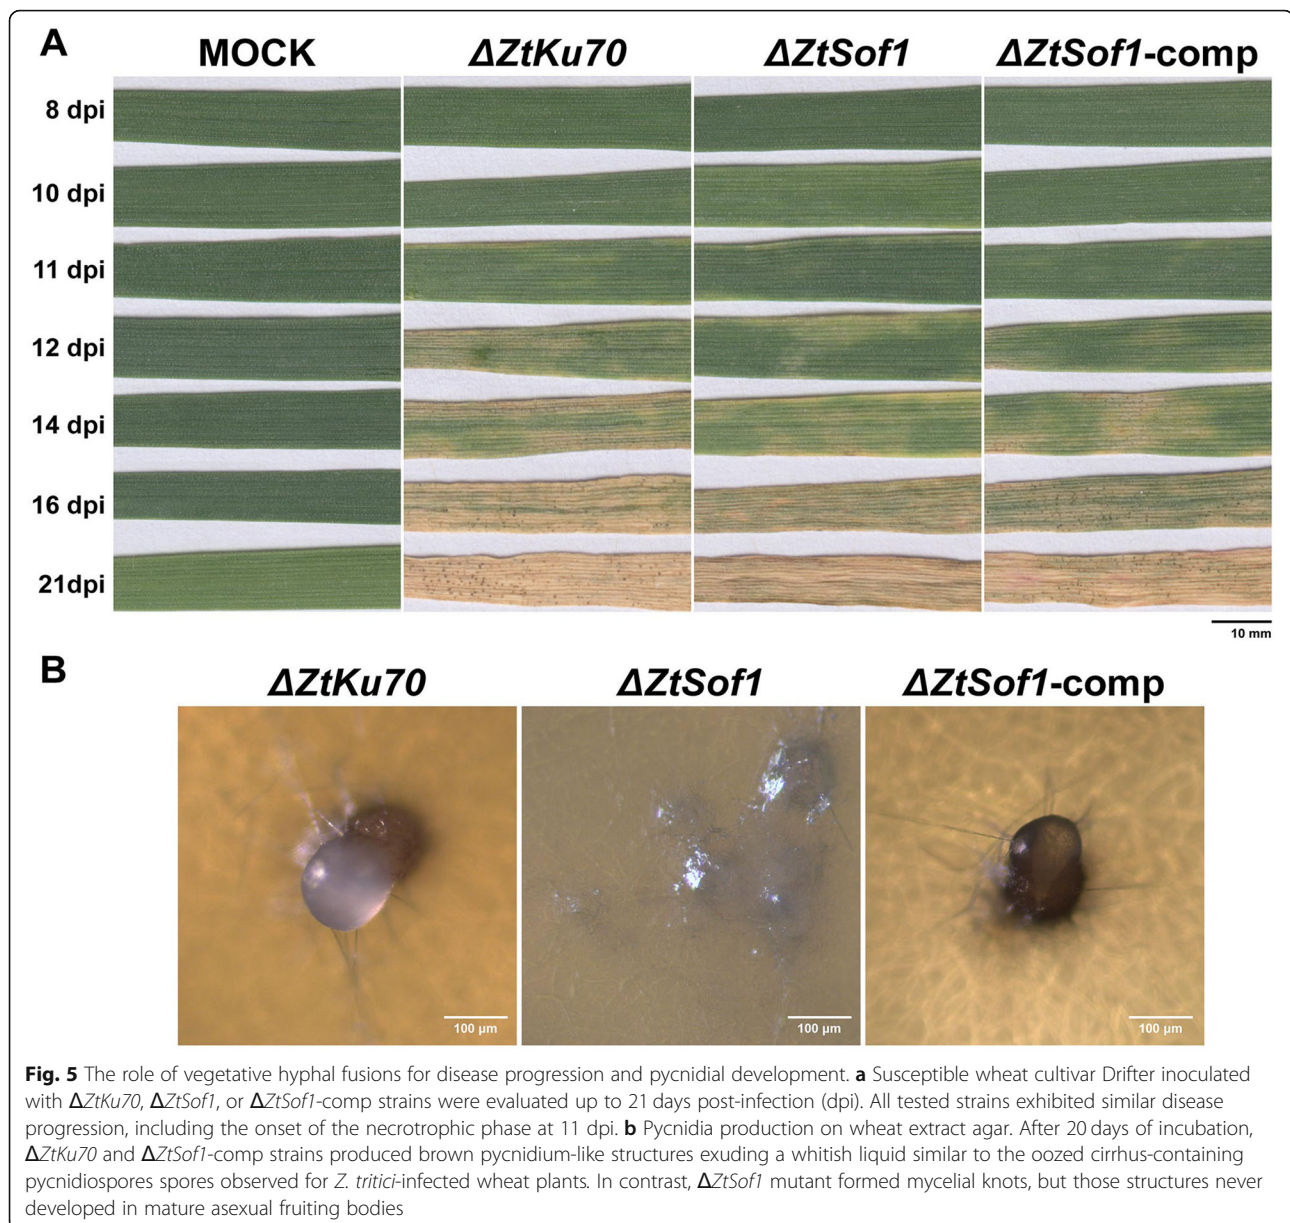 A
MOCK ΔZtKu70 ΔZtSof1 ΔZtSof1-comp
8 dpi
10 dpi
11 dpi
12 dpi
14 dpi
16 dpi
21dpi
10 mm
B
ΔZtKu70 ΔZtSof1 ΔZtSof1-comp
100 µm 100 µm 100 µm
Fig. 5 The role of vegetative hyphal fusions for disease progression and pycnidial development. a Susceptible wheat cultivar Drifter inoculated
with ΔZtKu70, ΔZtSof1, or ΔZtSof1-comp strains were evaluated up to 21 days post-infection (dpi). All tested strains exhibited similar disease
progression, including the onset of the necrotrophic phase at 11 dpi. b Pycnidia production on wheat extract agar. After 20 days of incubation,
ΔZtKu70 and ΔZtSof1-comp strains produced brown pycnidium-like structures exuding a whitish liquid similar to the oozed cirrhus-containing
pycnidiospores spores observed for Z. tritici-infected wheat plants. In contrast, ΔZtSof1 mutant formed mycelial knots, but those structures never
developed in mature asexual fruiting bodies